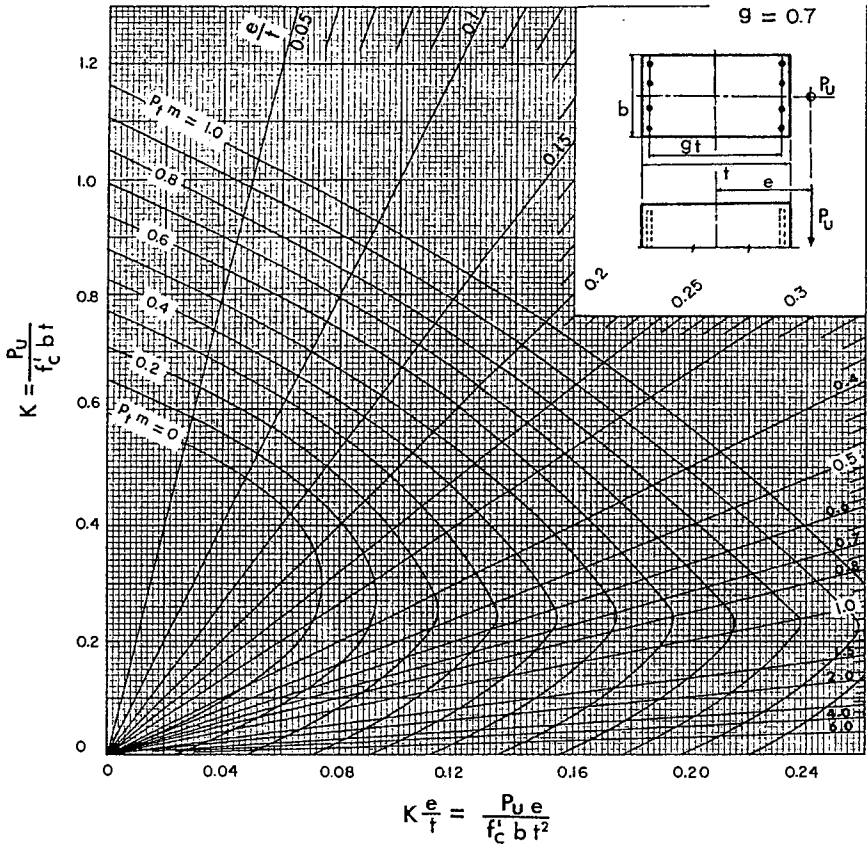 g = 0.7
b
gt
t
e
Pu
Pu
e/t
0.05
0.1
0.15
0.2
0.25
0.3
0.4
0.5
0.6
0.7
0.8
1.0
1.5
2.0
4.0
6.0
Ptm = 1.0
0.8
0.6
0.4
0.2
Ptm = 0
K = Pu / f'c b t
1.2
1.0
0.8
0.6
0.4
0.2
0
0 0.04 0.08 0.12 0.16 0.20 0.24
K e/t = Pu e / f'c b t²